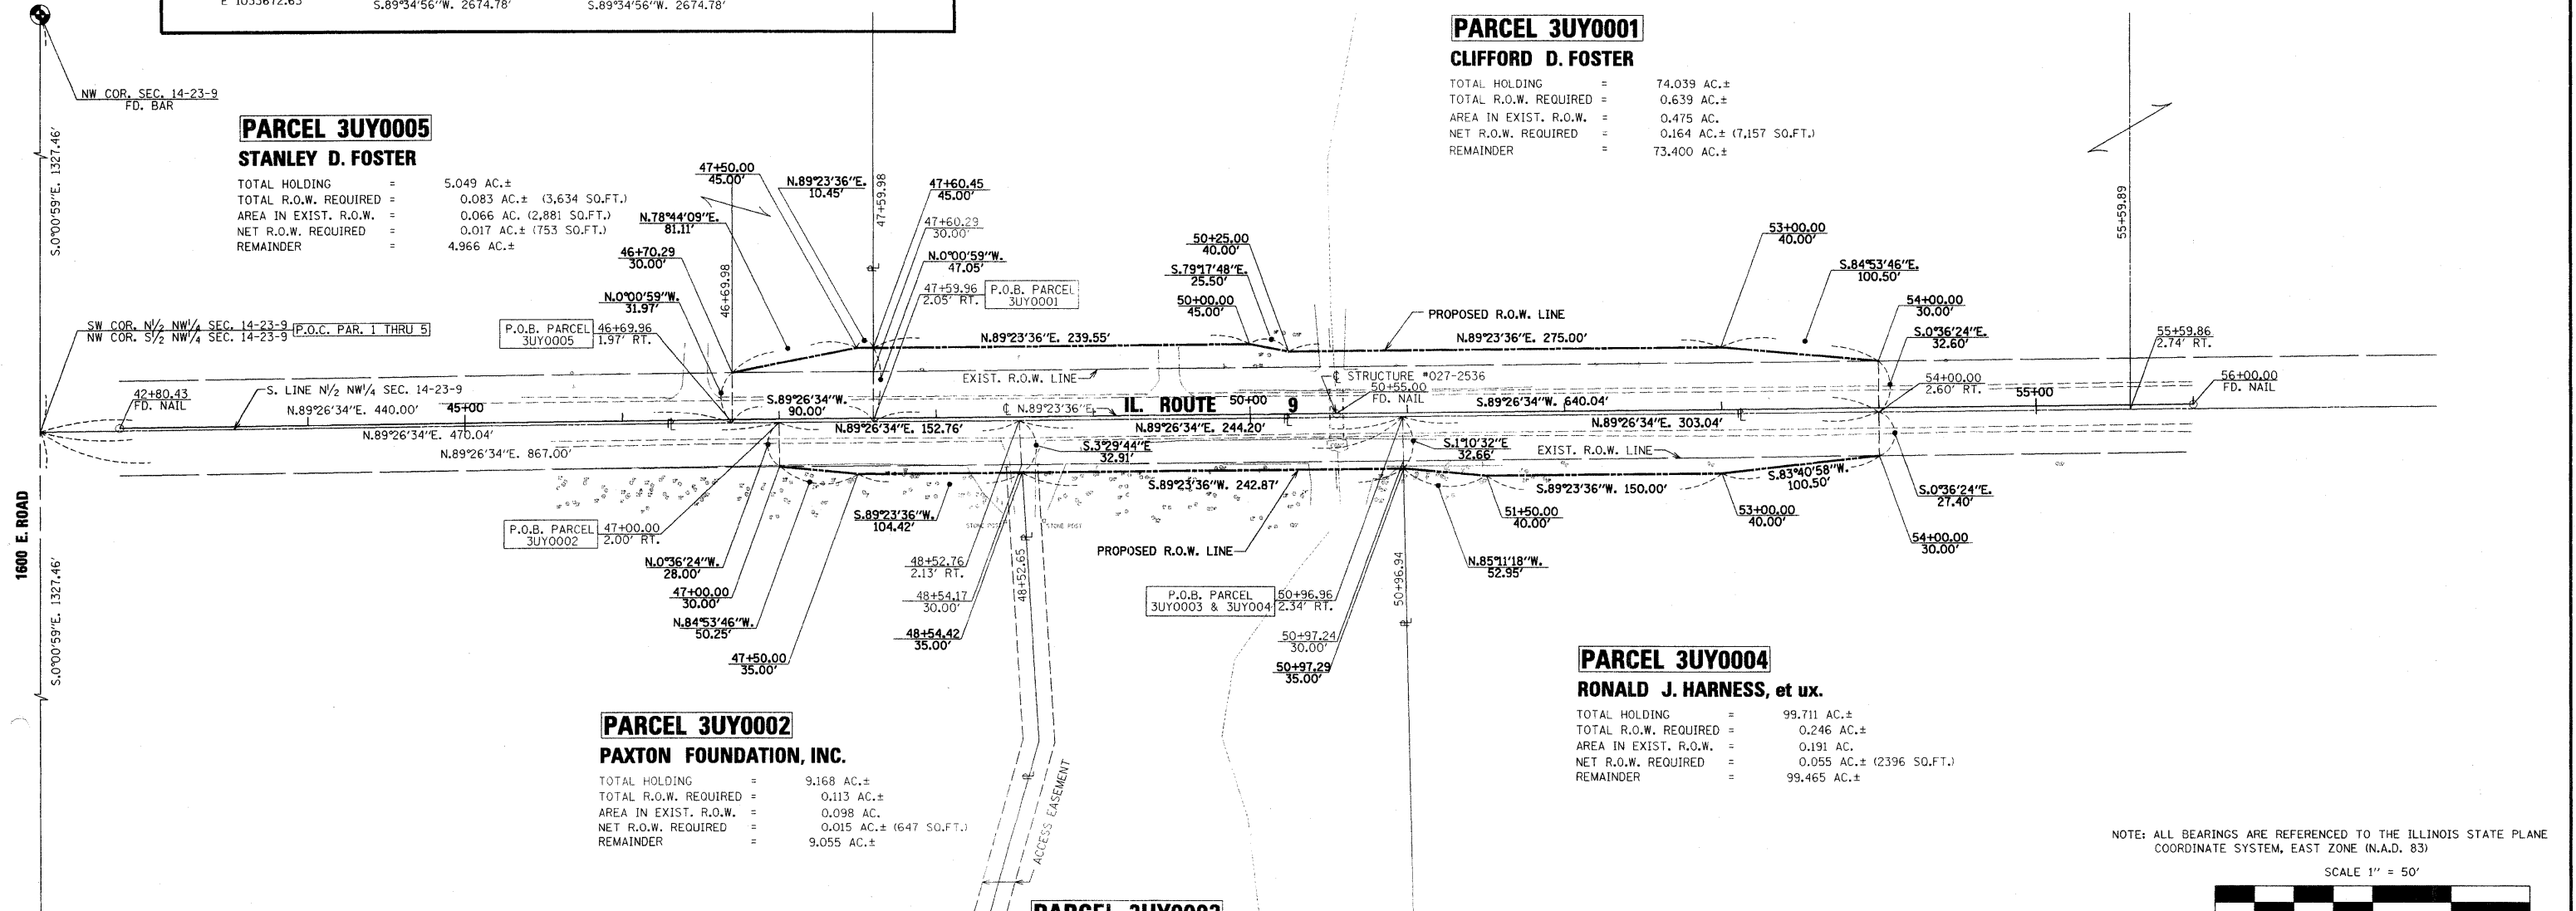 E 1033672.63
S.89°34'56"W. 2674.78'
S.89°34'56"W. 2674.78'
NW COR. SEC. 14-23-9
FD. BAR
S.0°00'59"E. 1327.46'
PARCEL 3UY0005
STANLEY D. FOSTER
TOTAL HOLDING = 5.049 AC.±
TOTAL R.O.W. REQUIRED = 0.083 AC.± (3,634 SQ.FT.)
AREA IN EXIST. R.O.W. = 0.066 AC. (2,881 SQ.FT.)
NET R.O.W. REQUIRED = 0.017 AC.± (753 SQ.FT.)
REMAINDER = 4.966 AC.±
PARCEL 3UY0001
CLIFFORD D. FOSTER
TOTAL HOLDING = 74.039 AC.±
TOTAL R.O.W. REQUIRED = 0.639 AC.±
AREA IN EXIST. R.O.W. = 0.475 AC.
NET R.O.W. REQUIRED = 0.164 AC.± (7,157 SQ.FT.)
REMAINDER = 73.400 AC.±
47+50.00
45.00'
N.89°23'36"E.
10.45'
47+59.98
47+60.45
45.00'
47+60.29
30.00'
N.0°00'59"W.
47.05'
47+59.96
2.05' RT.
P.O.B. PARCEL
3UY0001
N.78°44'09"E.
81.11'
46+70.29
30.00'
46+69.98
N.0°00'59"W.
31.97'
P.O.B. PARCEL
3UY0005
46+69.96
1.97' RT.
50+25.00
40.00'
S.79°17'48"E.
25.50'
50+00.00
45.00'
53+00.00
40.00'
S.84°53'46"E.
100.50'
54+00.00
30.00'
S.0°36'24"E.
32.60'
55+59.89
55+59.86
2.74' RT.
PROPOSED R.O.W. LINE
N.89°23'36"E. 239.55'
N.89°23'36"E. 275.00'
SW COR. N1/2 NW1/4 SEC. 14-23-9
NW COR. S1/2 NW1/4 SEC. 14-23-9
P.O.C. PAR. 1 THRU 5
42+80.43
FD. NAIL
S. LINE N1/2 NW1/4 SEC. 14-23-9
N.89°26'34"E. 440.00'
45+00
EXIST. R.O.W. LINE
℄ STRUCTURE #027-2536
50+55.00
FD. NAIL
54+00.00
2.60' RT.
56+00.00
FD. NAIL
S.89°26'34"W.
90.00'
℄ N.89°23'36"E.
IL. ROUTE 9
50+00
S.89°26'34"W. 640.04'
55+00
N.89°26'34"E. 470.04'
N.89°26'34"E. 152.76'
N.89°26'34"E. 244.20'
N.89°26'34"E. 303.04'
N.89°26'34"E. 867.00'
S.3°29'44"E
32.91'
S.1°10'32"E
32.66'
EXIST. R.O.W. LINE
S.89°23'36"W. 242.87'
S.89°23'36"W. 150.00'
S.83°40'58"W.
100.50'
S.0°36'24"E.
27.40'
1600 E. ROAD
S.0°00'59"E. 1327.46'
P.O.B. PARCEL
3UY0002
47+00.00
2.00' RT.
S.89°23'36"W.
104.42'
STONE POST
STONE POST
PROPOSED R.O.W. LINE
51+50.00
40.00'
53+00.00
40.00'
54+00.00
30.00'
N.0°36'24"W.
28.00'
47+00.00
30.00'
N.84°53'46"W.
50.25'
47+50.00
35.00'
48+52.76
2.13' RT.
48+54.17
30.00'
48+54.42
35.00'
48+52.65
P.O.B. PARCEL
3UY0003 & 3UY004
50+96.96
2.34' RT.
50+97.24
30.00'
50+97.29
35.00'
50+96.94
N.85°11'18"W.
52.95'
PARCEL 3UY0002
PAXTON FOUNDATION, INC.
TOTAL HOLDING = 9.168 AC.±
TOTAL R.O.W. REQUIRED = 0.113 AC.±
AREA IN EXIST. R.O.W. = 0.098 AC.
NET R.O.W. REQUIRED = 0.015 AC.± (647 SQ.FT.)
REMAINDER = 9.055 AC.±
ACCESS EASEMENT
PARCEL 3UY0004
RONALD J. HARNESS, et ux.
TOTAL HOLDING = 99.711 AC.±
TOTAL R.O.W. REQUIRED = 0.246 AC.±
AREA IN EXIST. R.O.W. = 0.191 AC.
NET R.O.W. REQUIRED = 0.055 AC.± (2396 SQ.FT.)
REMAINDER = 99.465 AC.±
NOTE: ALL BEARINGS ARE REFERENCED TO THE ILLINOIS STATE PLANE
COORDINATE SYSTEM, EAST ZONE (N.A.D. 83)
SCALE 1" = 50'
PARCEL 3UY0003